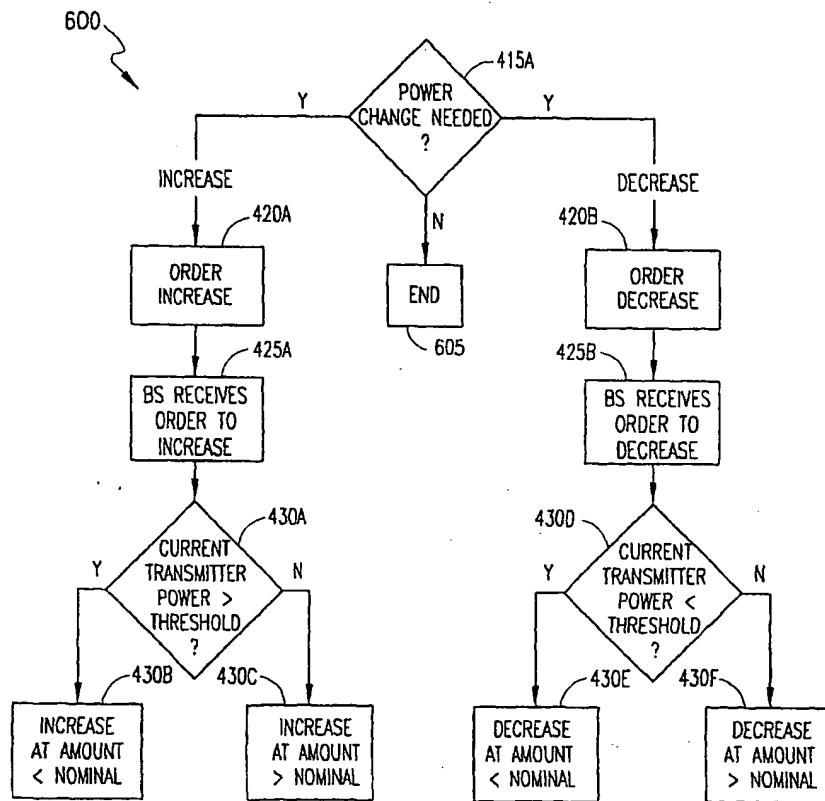 600
415A
POWER
CHANGE NEEDED
?
Y
Y
INCREASE
DECREASE
N
420A
ORDER
INCREASE
END
605
420B
ORDER
DECREASE
425A
BS RECEIVES
ORDER TO
INCREASE
425B
BS RECEIVES
ORDER TO
DECREASE
430A
CURRENT
TRANSMITTER
POWER >
THRESHOLD
?
Y
N
430D
CURRENT
TRANSMITTER
POWER <
THRESHOLD
?
Y
N
430B
INCREASE
AT AMOUNT
< NOMINAL
430C
INCREASE
AT AMOUNT
> NOMINAL
430E
DECREASE
AT AMOUNT
< NOMINAL
430F
DECREASE
AT AMOUNT
> NOMINAL